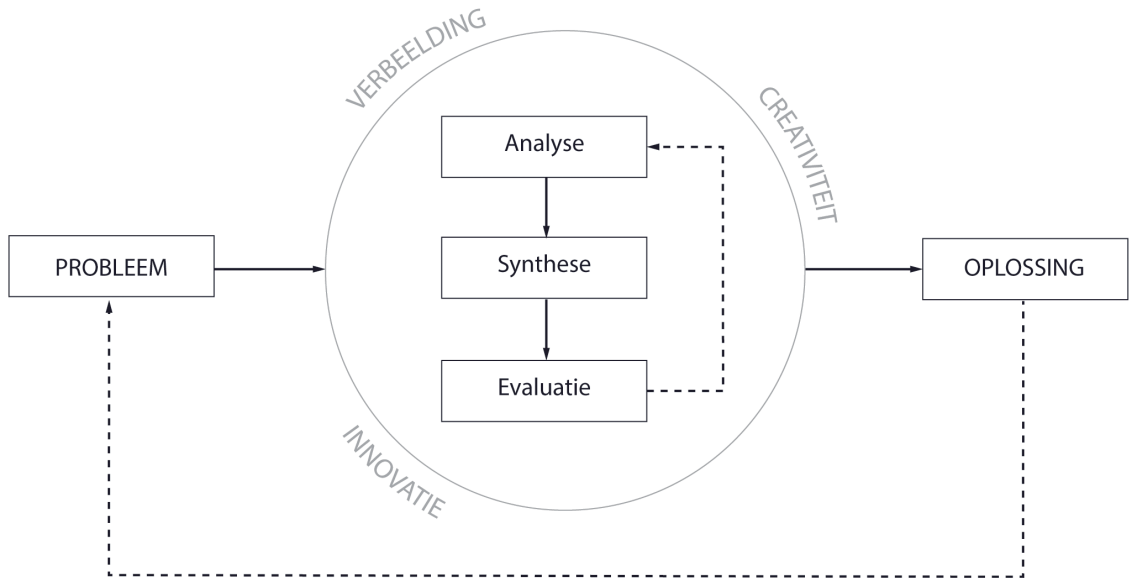 VERBEELDING
CREATIVITEIT
Analyse
PROBLEEM
Synthese
OPLOSSING
Evaluatie
INNOVATIE